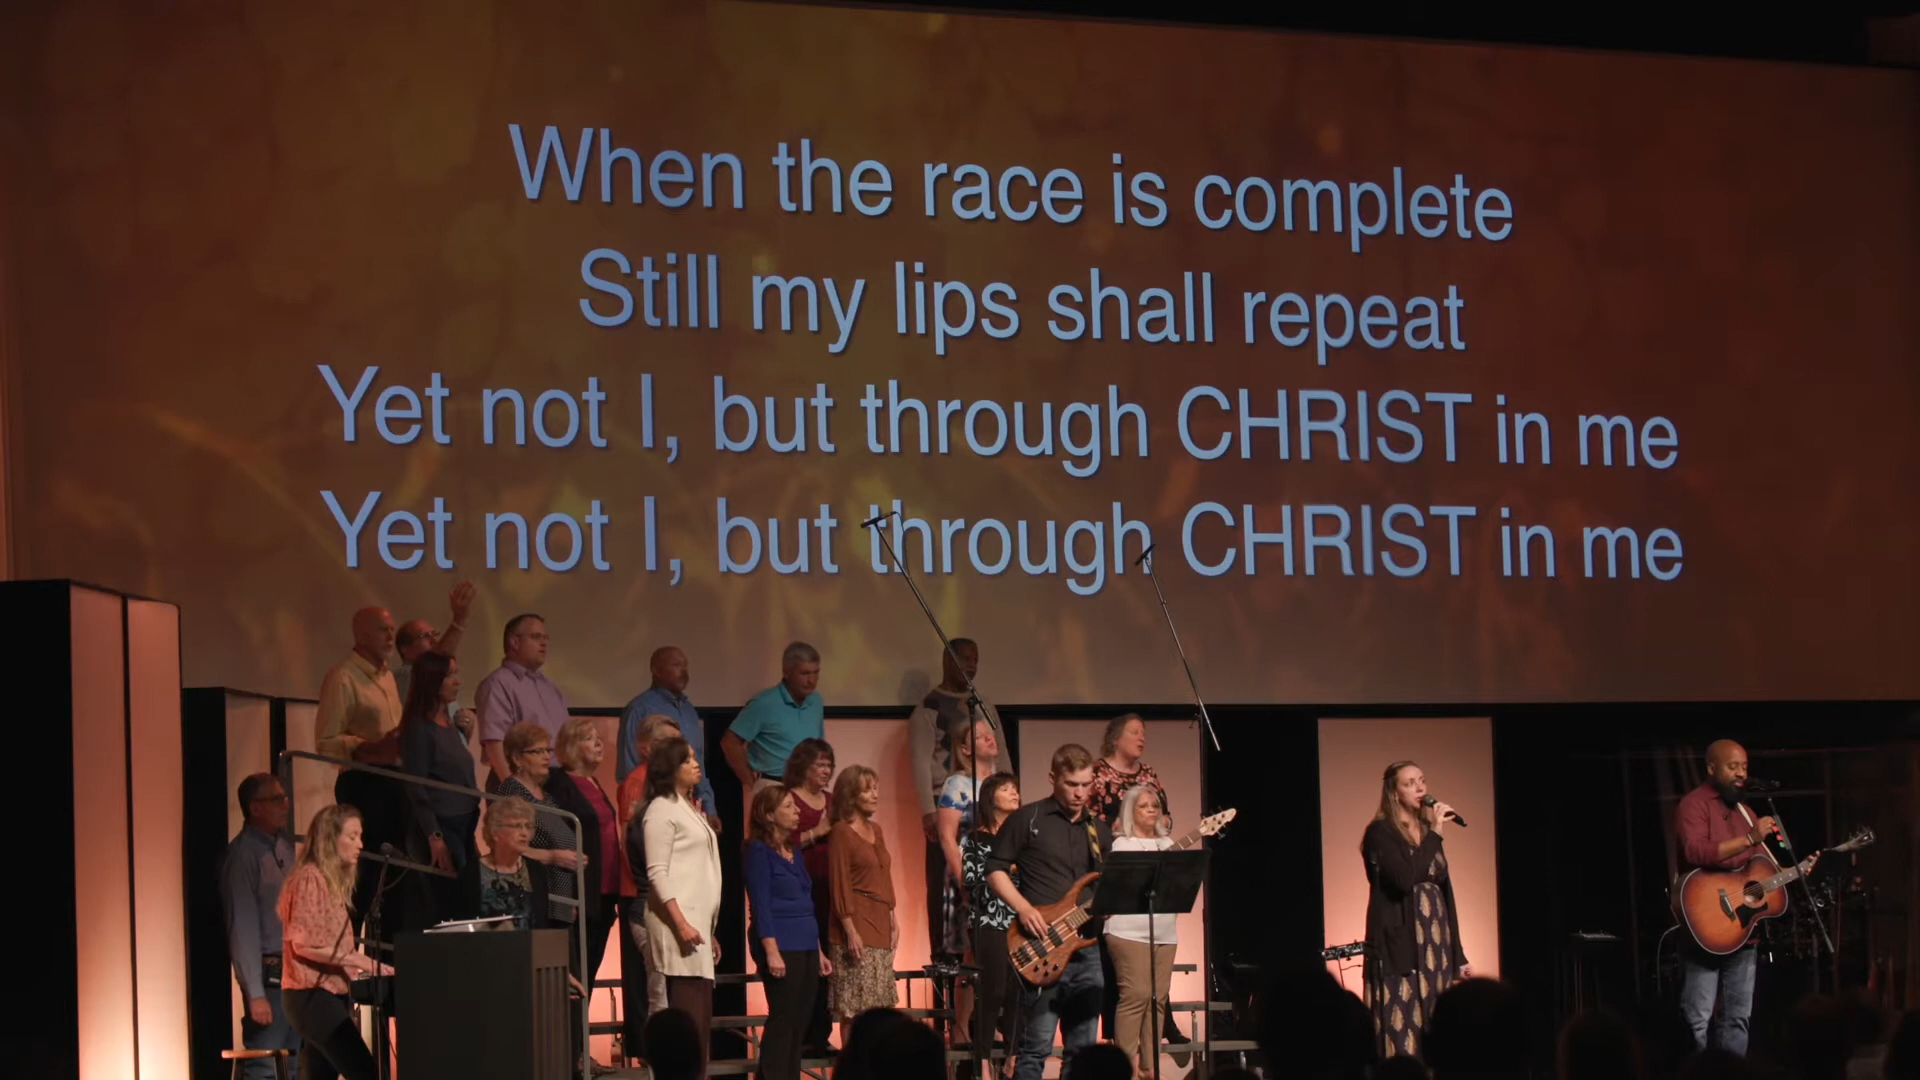 When the race is complete
Still my lips shall repeat
Yet not I, but through CHRIST in me
Yet not I, but through CHRIST in me